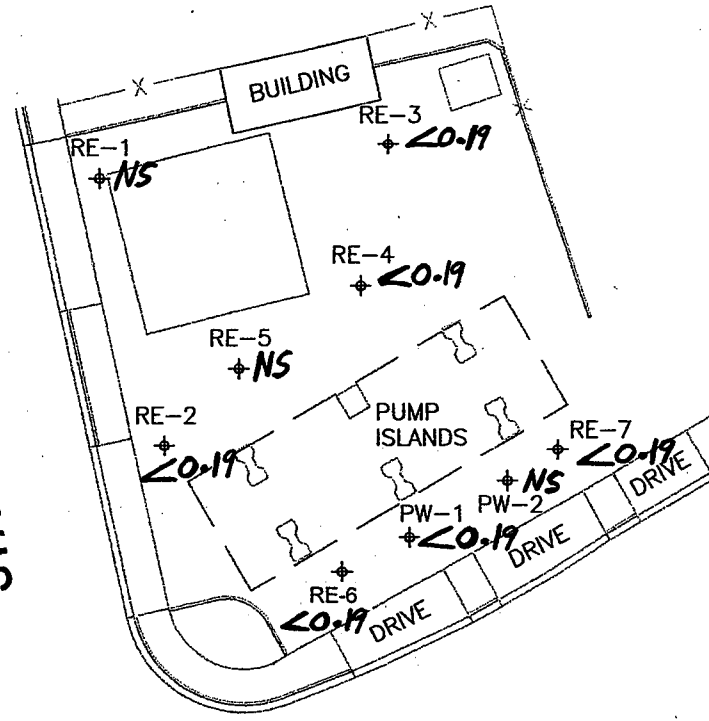 X
X
BUILDING
X
RE-3
<0.19
RE-1
NS
RE-4
<0.19
RE-5
NS
RE-2
<0.19
PUMP
ISLANDS
RE-7
<0.19
NS
PW-2
DRIVE
PW-1
<0.19
DRIVE
RE-6
<0.19
DRIVE